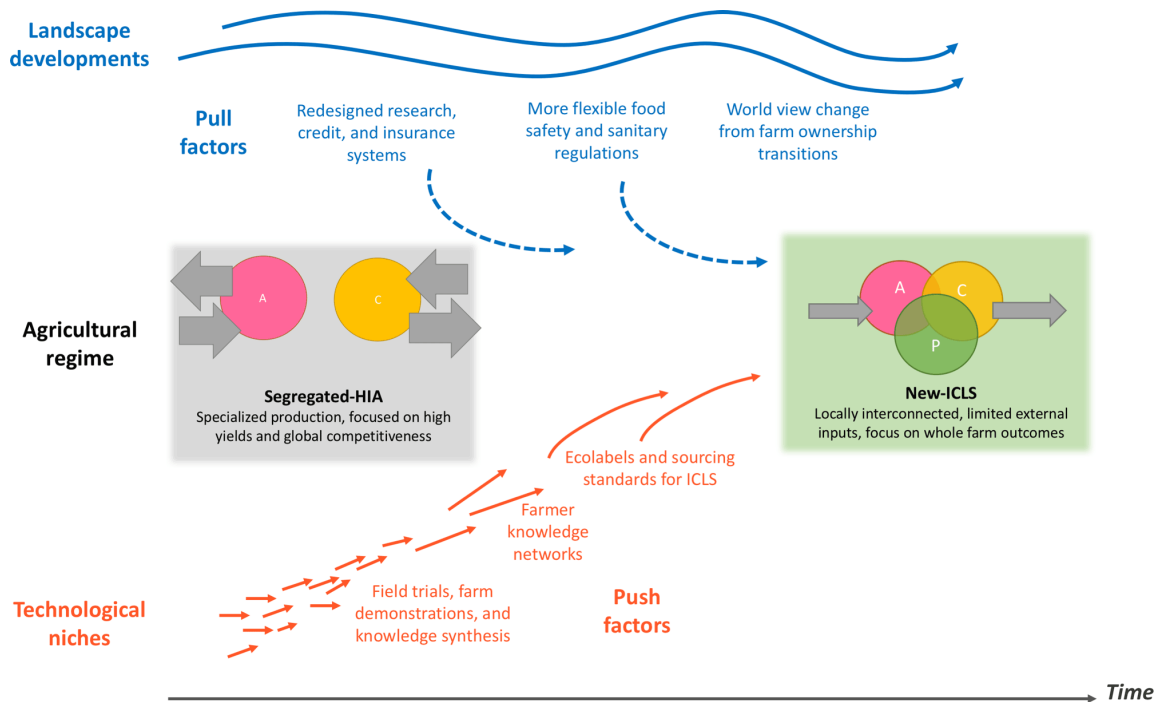 Landscape
developments
Pull
factors
Redesigned research,
credit, and insurance
systems
More flexible food
safety and sanitary
regulations
World view change
from farm ownership
transitions
Agricultural
regime
A
C
Segregated-HIA
Specialized production, focused on high
yields and global competitiveness
A
C
P
New-ICLS
Locally interconnected, limited external
inputs, focus on whole farm outcomes
Ecolabels and sourcing
standards for ICLS
Farmer
knowledge
networks
Field trials, farm
demonstrations, and
knowledge synthesis
Push
factors
Technological
niches
Time